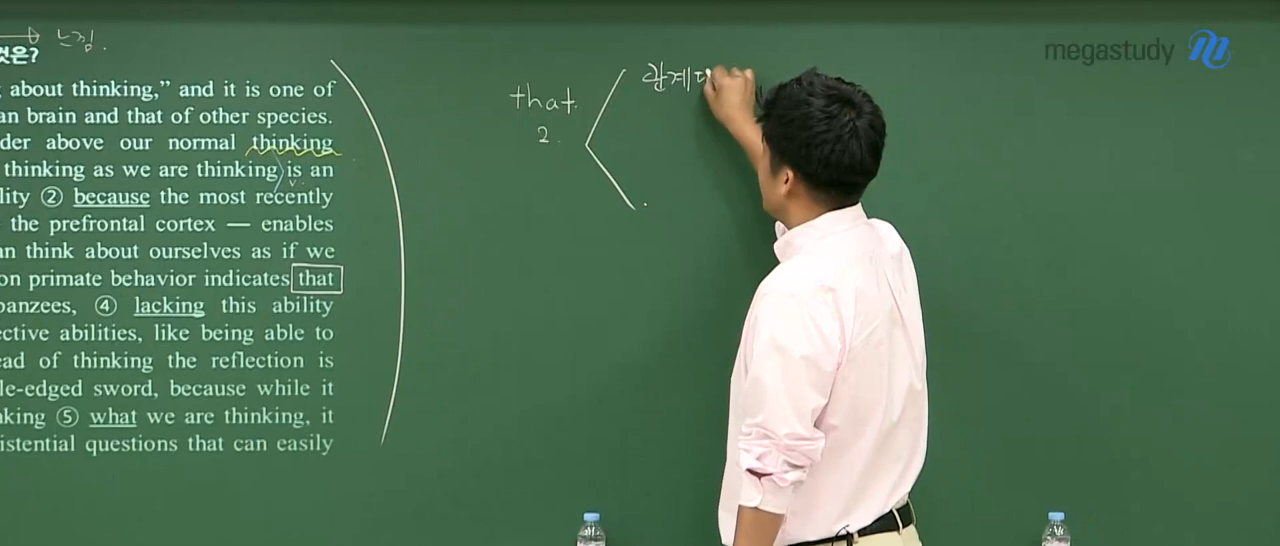 느낌.
것은?
about thinking,” and it is one of
an brain and that of other species.
der above our normal thinking
thinking as we are thinking is an
lity ② because the most recently
the prefrontal cortex — enables
an think about ourselves as if we
on primate behavior indicates that
panzees, ④ lacking this ability
ective abilities, like being able to
ead of thinking the reflection is
le-edged sword, because while it
nking ⑤ what we are thinking, it
istential questions that can easily
that.
2.
관계
megastudy